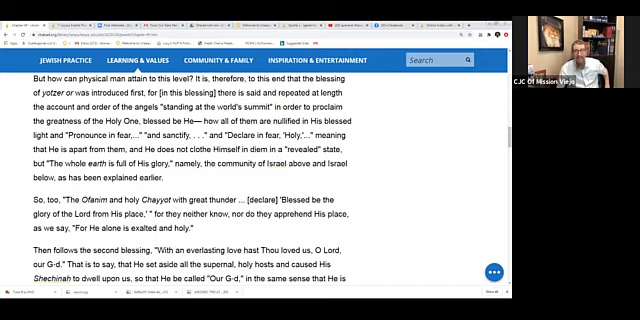 JEWISH PRACTICE LEARNING & VALUES COMMUNITY & FAMILY INSPIRATION & ENTERTAINMENT Search
CJC Of Mission Viejo
But how can physical man attain to this level? It is, therefore, to this end that the blessing
of yotzer or was introduced first, for [in this blessing] there is said and repeated at length
the account and order of the angels "standing at the world's summit" in order to proclaim
the greatness of the Holy One, blessed be He— how all of them are nullified in His blessed
light and "Pronounce in fear,..." "and sanctify, . . ." and "Declare in fear, 'Holy,'..." meaning
that He is apart from them, and He does not clothe Himself in diem in a "revealed" state,
but "The whole earth is full of His glory," namely, the community of Israel above and Israel
below, as has been explained earlier.
So, too, "The Ofanim and holy Chayyot with great thunder ... [declare] 'Blessed be the
glory of the Lord from His place,' " for they neither know, nor do they apprehend His place,
as we say, "For He alone is exalted and holy."
Then follows the second blessing, "With an everlasting love hast Thou loved us, O Lord,
our G-d." That is to say, that He set aside all the supernal, holy hosts and caused His
Shechinah to dwell upon us, so that He be called "Our G-d," in the same sense that He is
Show all